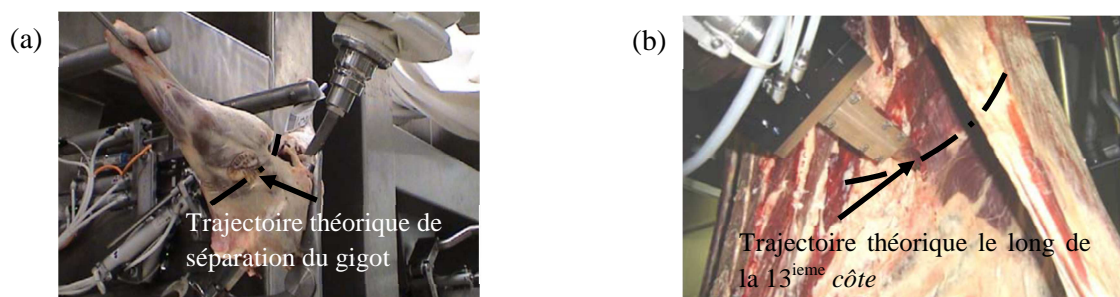 (a)
Trajectoire théorique de
séparation du gigot
(b)
Trajectoire théorique le long de
la 13ieme côte